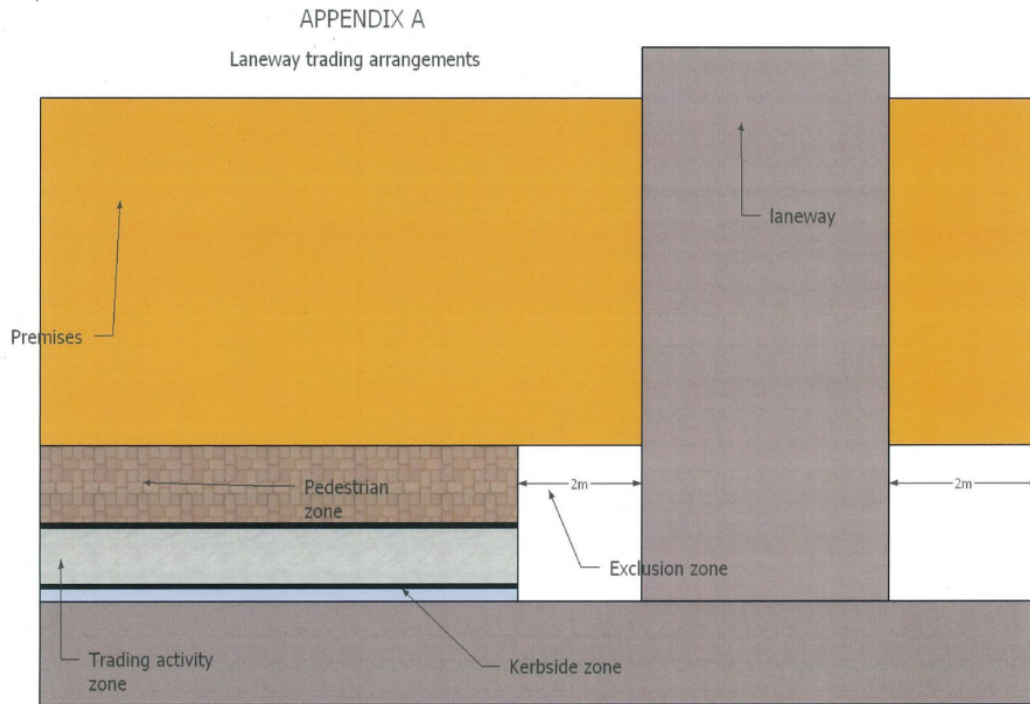 APPENDIX A
Laneway trading arrangements
laneway
Premises
2m
2m
Pedestrian
zone
Exclusion zone
Trading activity
zone
Kerbside zone